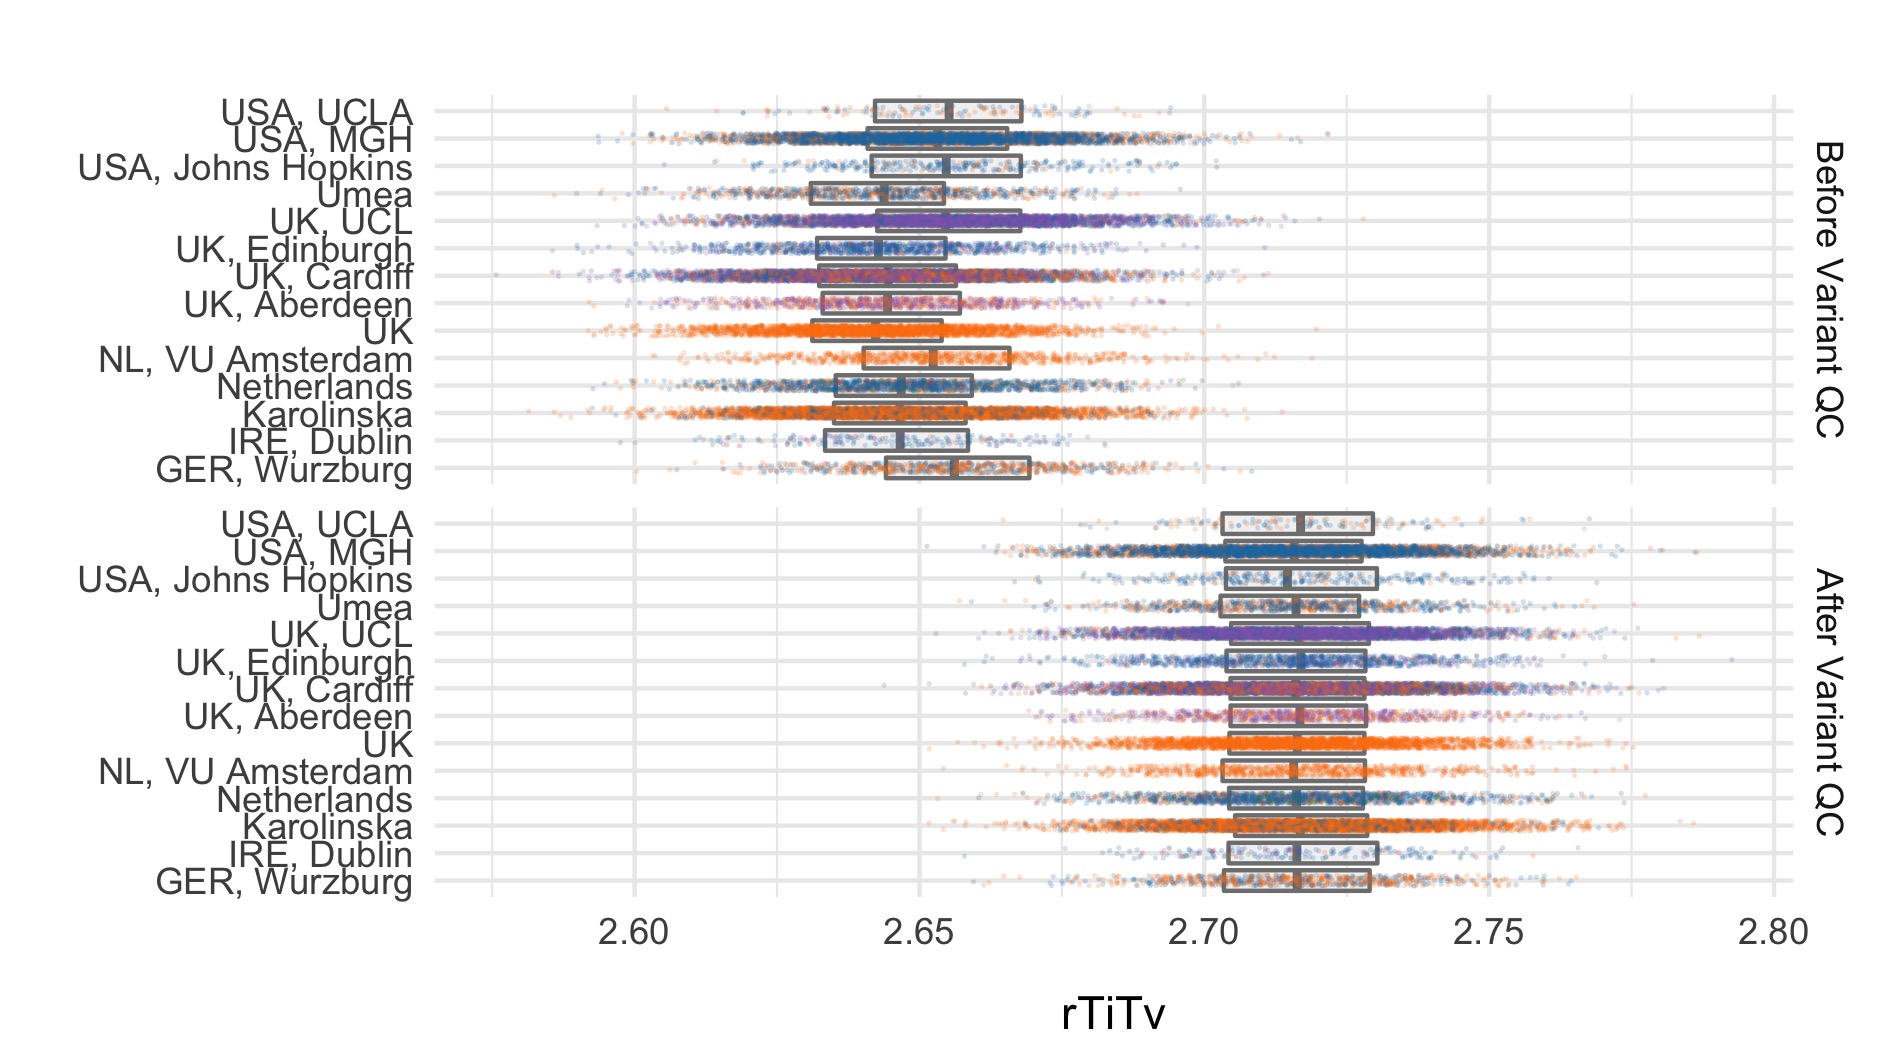 USA, UCLA
USA, MGH
USA, Johns Hopkins
Umea
UK, UCL
UK, Edinburgh
UK, Cardiff
UK, Aberdeen
UK
NL, VU Amsterdam
Netherlands
Karolinska
IRE, Dublin
GER, Wurzburg
Before Variant QC
USA, UCLA
USA, MGH
USA, Johns Hopkins
Umea
UK, UCL
UK, Edinburgh
UK, Cardiff
UK, Aberdeen
UK
NL, VU Amsterdam
Netherlands
Karolinska
IRE, Dublin
GER, Wurzburg
After Variant QC
2.60 2.65 2.70 2.75 2.80
rTiTv